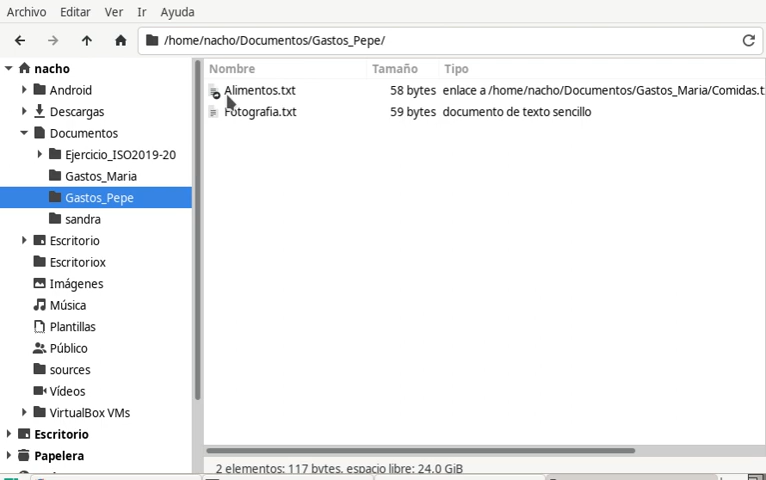 Archivo Editar Ver Ir Ayuda
/home/nacho/Documentos/Gastos_Pepe/
nacho
Android
Descargas
Documentos
Ejercicio_ISO2019-20
Gastos_Maria
Gastos_Pepe
sandra
Escritorio
Escritoriox
Imágenes
Música
Plantillas
Público
sources
Vídeos
VirtualBox VMs
Escritorio
Papelera
Nombre Tamaño Tipo
Alimentos.txt 58 bytes enlace a /home/nacho/Documentos/Gastos_Maria/Comidas.t
Fotografia.txt 59 bytes documento de texto sencillo
2 elementos: 117 bytes, espacio libre: 24,0 GiB